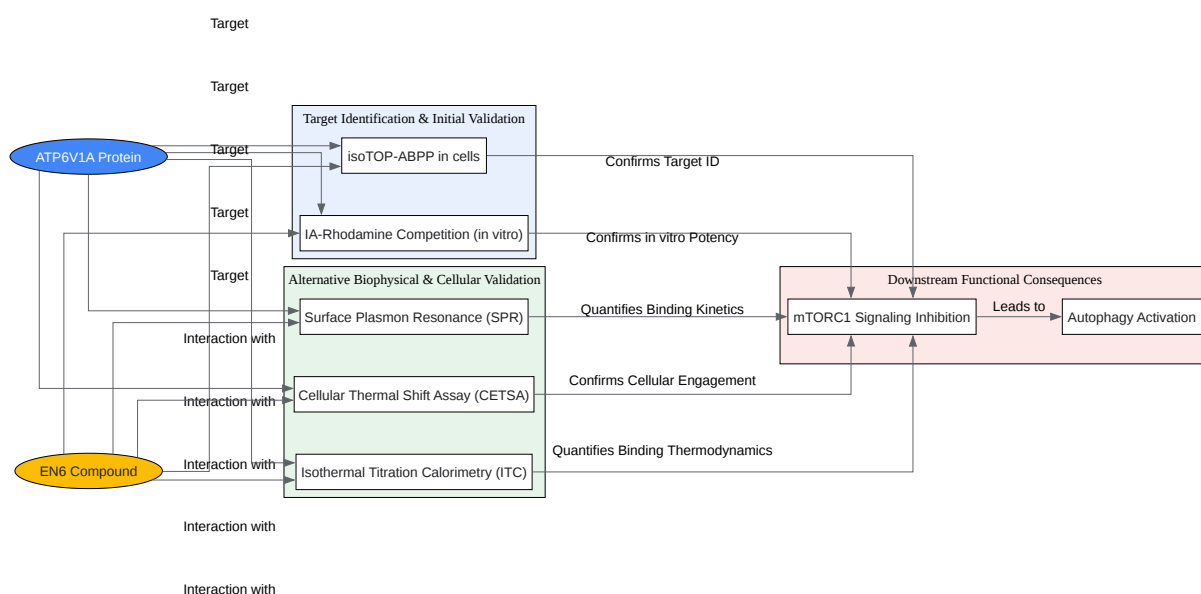 Target
Target
Target Identification & Initial Validation
Target
ATP6V1A Protein
isoTOP-ABPP in cells
Confirms Target ID
Target
IA-Rhodamine Competition (in vitro)
Confirms in vitro Potency
Target
Alternative Biophysical & Cellular Validation
Downstream Functional Consequences
Surface Plasmon Resonance (SPR)
Quantifies Binding Kinetics
mTORC1 Signaling Inhibition
Leads to
Autophagy Activation
Interaction with
Cellular Thermal Shift Assay (CETSA)
Confirms Cellular Engagement
Interaction with
Quantifies Binding Thermodynamics
EN6 Compound
Interaction with
Isothermal Titration Calorimetry (ITC)
Interaction with
Interaction with